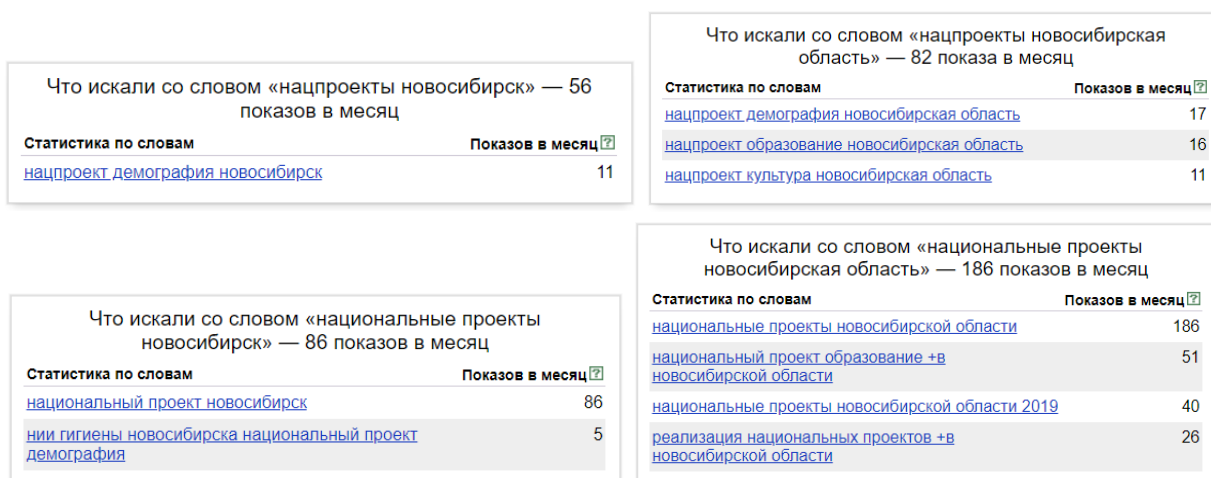 Что искали со словом «нацпроекты новосибирск» — 56
показов в месяц
Статистика по словам Показов в месяц ?
нацпроект демография новосибирск 11
Что искали со словом «нацпроекты новосибирская
область» — 82 показа в месяц
Статистика по словам Показов в месяц ?
нацпроект демография новосибирская область 17
нацпроект образование новосибирская область 16
нацпроект культура новосибирская область 11
Что искали со словом «национальные проекты
новосибирск» — 86 показов в месяц
Статистика по словам Показов в месяц ?
национальный проект новосибирск 86
нии гигиены новосибирска национальный проект 5
демография
Что искали со словом «национальные проекты
новосибирская область» — 186 показов в месяц
Статистика по словам Показов в месяц ?
национальные проекты новосибирской области 186
национальный проект образование +в 51
новосибирской области
национальные проекты новосибирской области 2019 40
реализация национальных проектов +в 26
новосибирской области